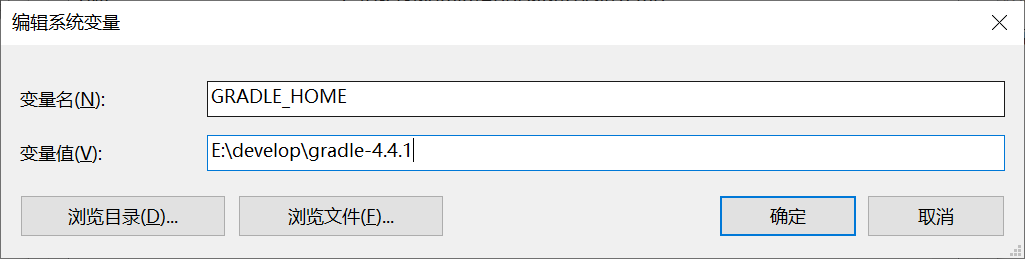 编辑系统变量
变量名(N):
GRADLE_HOME
变量值(V):
E:\develop\gradle-4.4.1
浏览目录(D)...
浏览文件(F)...
确定
取消